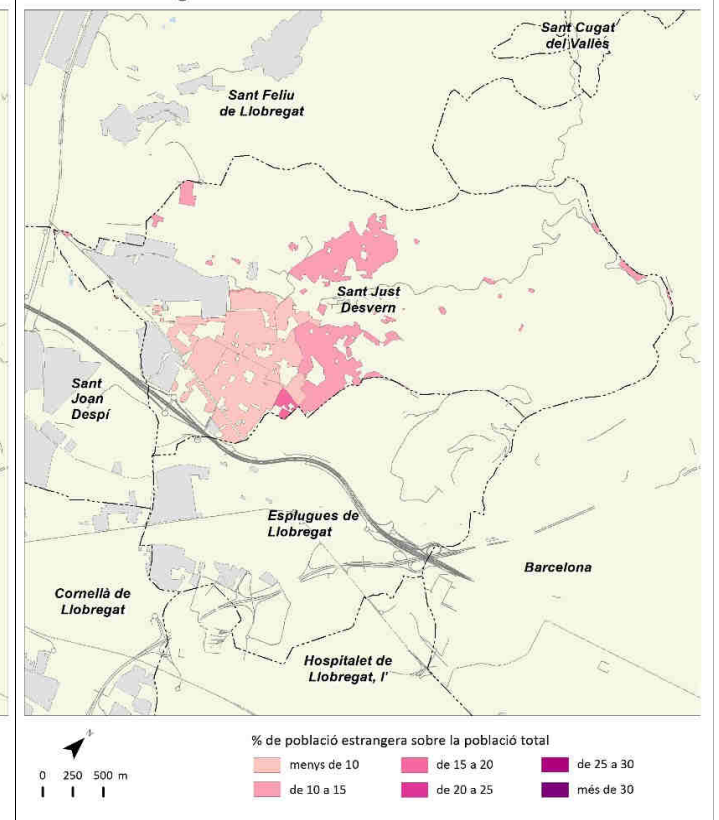 Sant Cugat
del Vallès
Sant Feliu
de Llobregat
Sant Just
Desvern
Sant
Joan
Despí
Esplugues de
Llobregat
Barcelona
Cornellà de
Llobregat
Hospitalet de
Llobregat, l'
N
0 250 500 m
% de població estrangera sobre la població total
menys de 10
de 15 a 20
de 25 a 30
de 10 a 15
de 20 a 25
més de 30